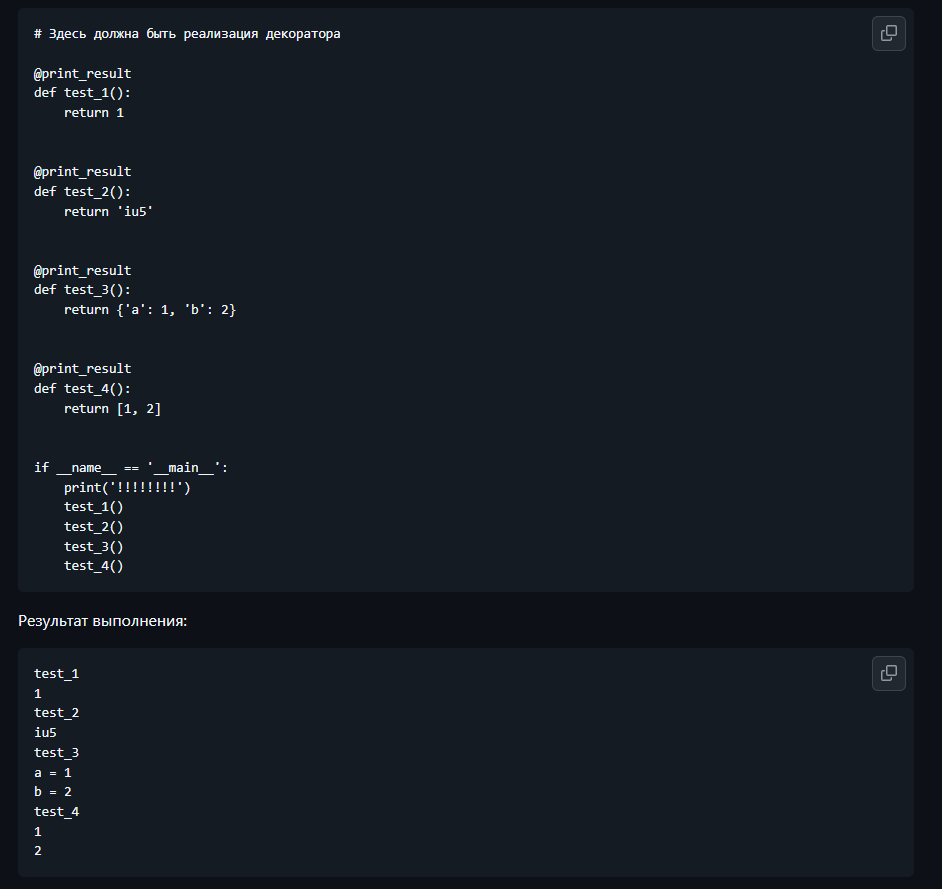 # Здесь должна быть реализация декоратора
@print_result
def test_1():
    return 1
@print_result
def test_2():
    return 'iu5'
@print_result
def test_3():
    return {'a': 1, 'b': 2}
@print_result
def test_4():
    return [1, 2]
if __name__ == '__main__':
    print('!!!!!!!!')
    test_1()
    test_2()
    test_3()
    test_4()
Результат выполнения:
test_1
1
test_2
iu5
test_3
a = 1
b = 2
test_4
1
2